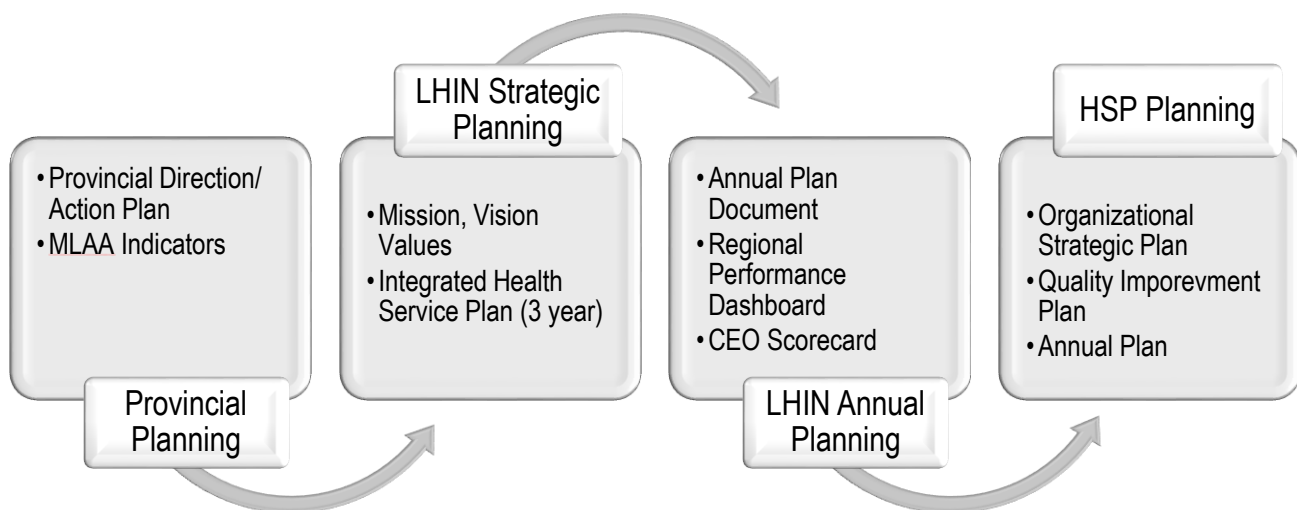 LHIN Strategic
Planning
HSP Planning
• Provincial Direction/
Action Plan
• MLAA Indicators
• Mission, Vision
Values
• Integrated Health
Service Plan (3 year)
• Annual Plan
Document
• Regional
Performance
Dashboard
• CEO Scorecard
• Organizational
Strategic Plan
• Quality Imporevment
Plan
• Annual Plan
Provincial
Planning
LHIN Annual
Planning